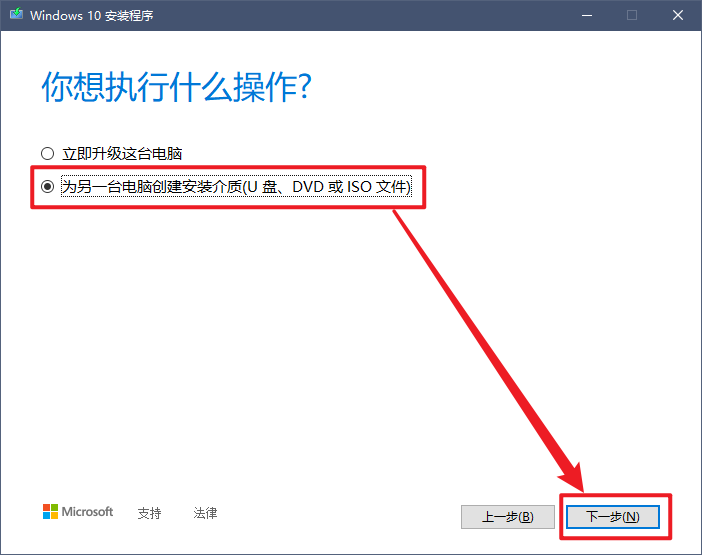 Windows 10 安装程序
你想执行什么操作?
立即升级这台电脑
为另一台电脑创建安装介质(U 盘、DVD 或 ISO 文件)
Microsoft 支持 法律 上一步(B) 下一步(N)